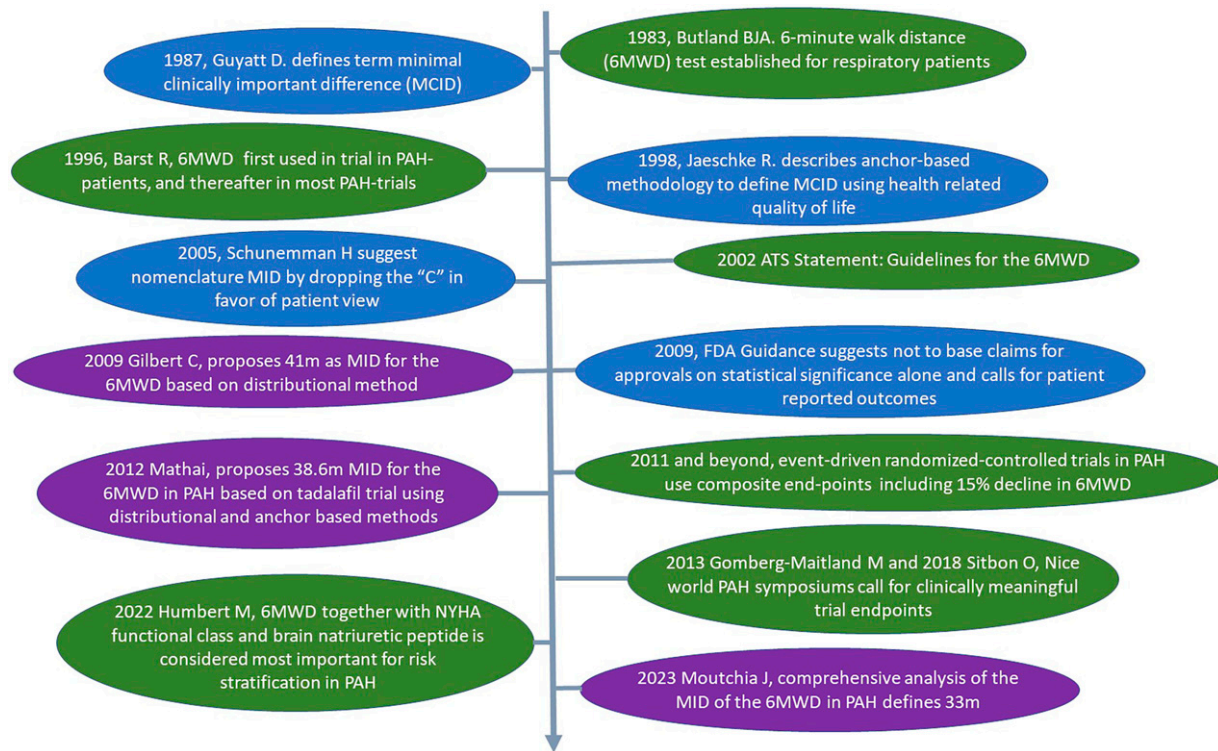 1983, Butland BJA. 6-minute walk distance
(6MWD) test established for respiratory patients
1987, Guyatt D. defines term minimal
clinically important difference (MCID)
1996, Barst R, 6MWD first used in trial in PAH-
patients, and thereafter in most PAH-trials
1998, Jaeschke R. describes anchor-based
methodology to define MCID using health related
quality of life
2002 ATS Statement: Guidelines for the 6MWD
2005, Schunemman H suggest
nomenclature MID by dropping the “C” in
favor of patient view
2009 Gilbert C, proposes 41m as MID for the
6MWD based on distributional method
2009, FDA Guidance suggests not to base claims for
approvals on statistical significance alone and calls for patient
reported outcomes
2011 and beyond, event-driven randomized-controlled trials in PAH
use composite end-points including 15% decline in 6MWD
2012 Mathai, proposes 38.6m MID for the
6MWD in PAH based on tadalafil trial using
distributional and anchor based methods
2013 Gomberg-Maitland M and 2018 Sitbon O, Nice
world PAH symposiums call for clinically meaningful
trial endpoints
2022 Humbert M, 6MWD together with NYHA
functional class and brain natriuretic peptide is
considered most important for risk
stratification in PAH
2023 Moutchia J, comprehensive analysis of the
MID of the 6MWD in PAH defines 33m